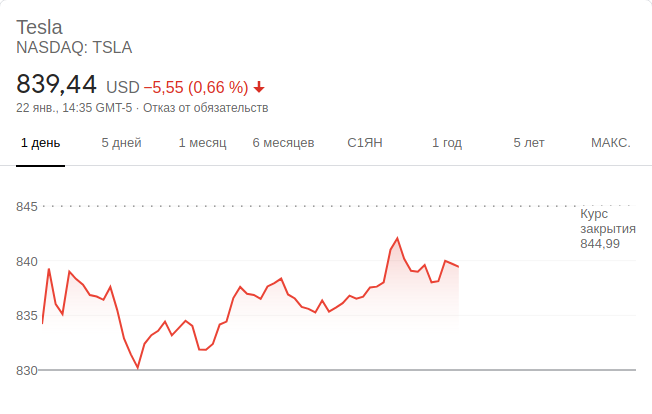 Tesla
NASDAQ: TSLA
839,44 USD −5,55 (0,66 %)
22 янв., 14:35 GMT-5 · Отказ от обязательств
1 день 5 дней 1 месяц 6 месяцев С1ЯН 1 год 5 лет МАКС.
845
Курс
закрытия
844,99
840
835
830